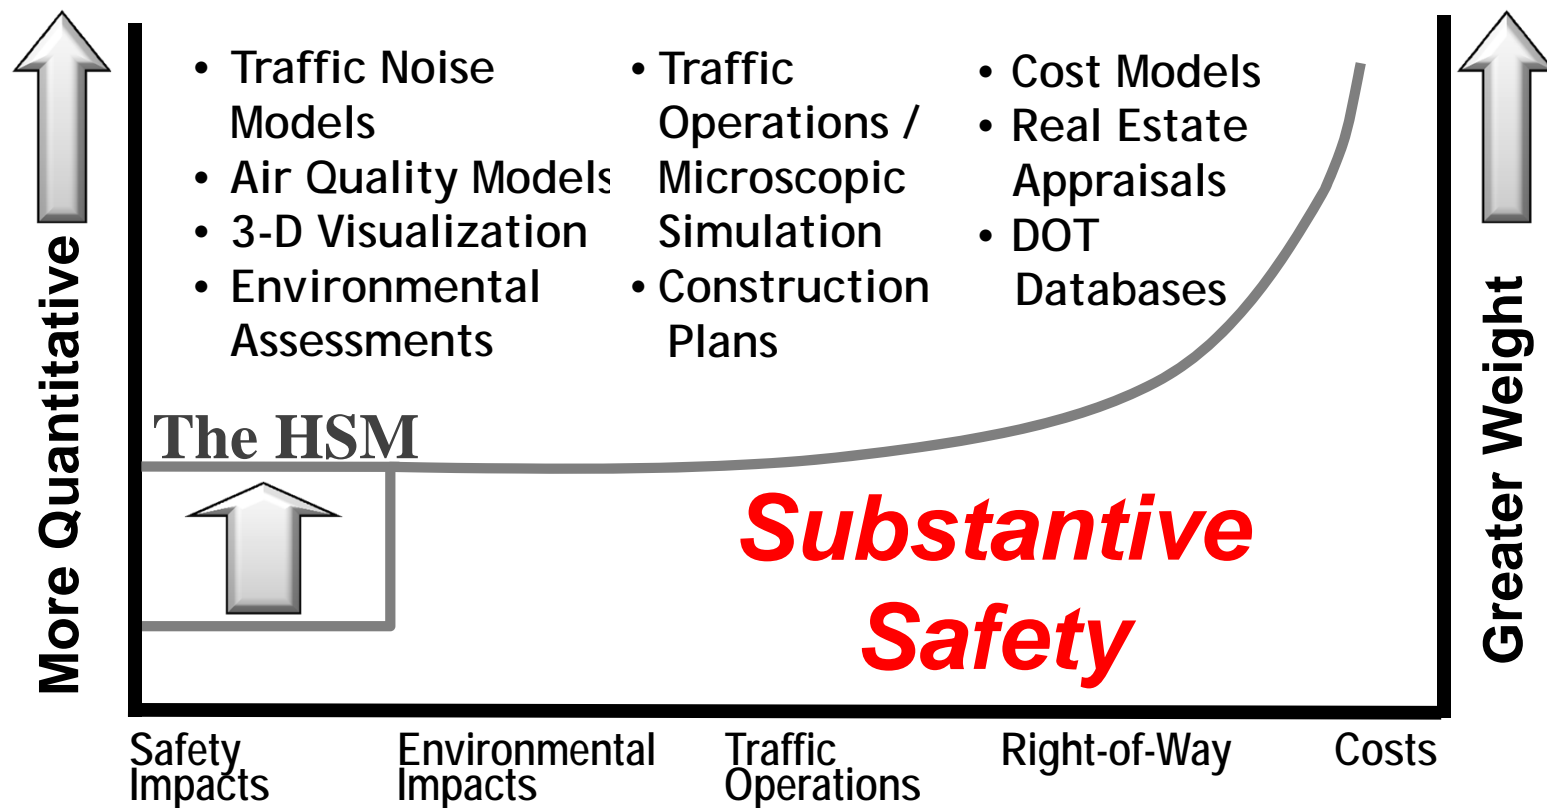 More Quantitative
• Traffic Noise
Models
• Air Quality Models
• 3-D Visualization
• Environmental
Assessments
• Traffic
Operations /
Microscopic
Simulation
• Construction
Plans
• Cost Models
• Real Estate
Appraisals
• DOT
Databases
The HSM
Substantive
Safety
Greater Weight
Safety
Impacts
Environmental
Impacts
Traffic
Operations
Right-of-Way
Costs